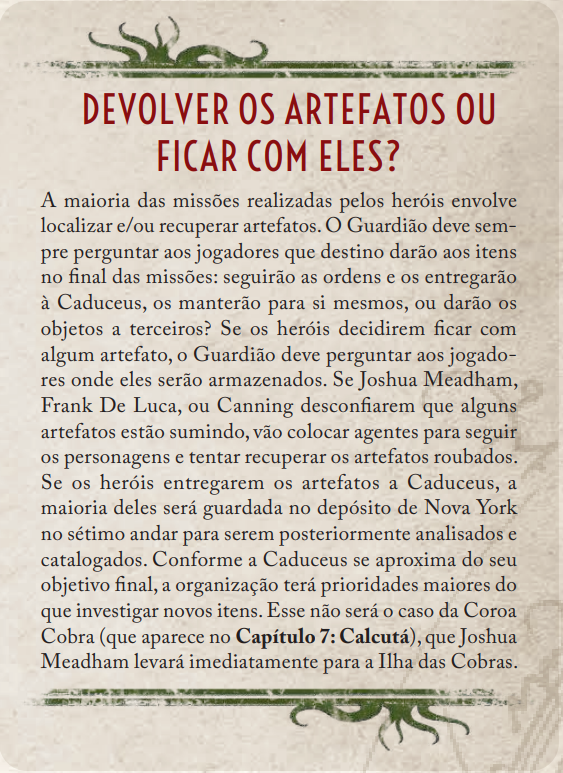 DEVOLVER OS ARTEFATOS OU
FICAR COM ELES?
A maioria das missões realizadas pelos heróis envolve
localizar e/ou recuperar artefatos. O Guardião deve sem-
pre perguntar aos jogadores que destino darão aos itens
no final das missões: seguirão as ordens e os entregarão
à Caduceus, os manterão para si mesmos, ou darão os
objetos a terceiros? Se os heróis decidirem ficar com
algum artefato, o Guardião deve perguntar aos jogado-
res onde eles serão armazenados. Se Joshua Meadham,
Frank De Luca, ou Canning desconfiarem que alguns
artefatos estão sumindo, vão colocar agentes para seguir
os personagens e tentar recuperar os artefatos roubados.
Se os heróis entregarem os artefatos a Caduceus, a
maioria deles será guardada no depósito de Nova York
no sétimo andar para serem posteriormente analisados e
catalogados. Conforme a Caduceus se aproxima do seu
objetivo final, a organização terá prioridades maiores do
que investigar novos itens. Esse não será o caso da Coroa
Cobra (que aparece no Capítulo 7: Calcutá), que Joshua
Meadham levará imediatamente para a Ilha das Cobras.